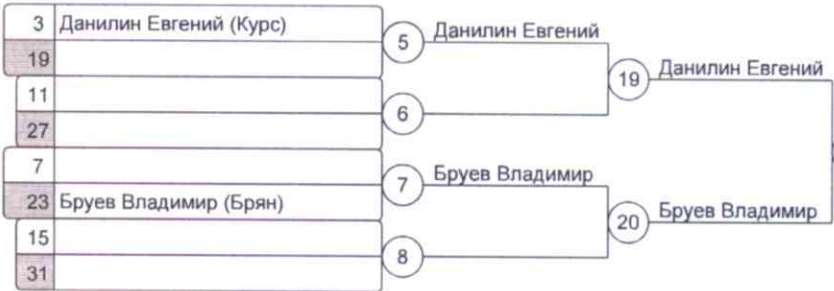 3 Данилин Евгений (Курс)
5 Данилин Евгений
19
19 Данилин Евгений
11
6
27
7
7 Бруев Владимир
23 Бруев Владимир (Брян)
20 Бруев Владимир
15
8
31